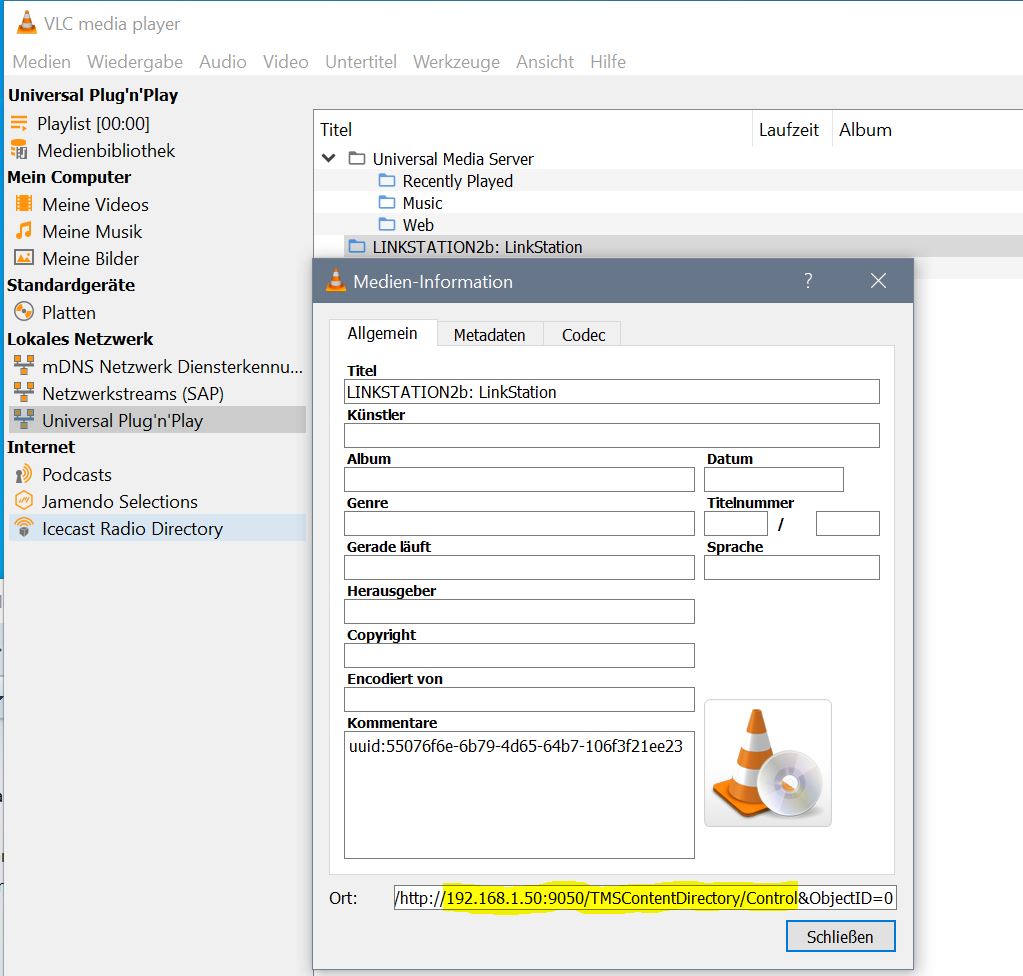 VLC media player
Medien Wiedergabe Audio Video Untertitel Werkzeuge Ansicht Hilfe
Universal Plug'n'Play
Playlist [00:00]
Medienbibliothek
Mein Computer
Meine Videos
Meine Musik
Meine Bilder
Standardgeräte
Platten
Lokales Netzwerk
mDNS Netzwerk Diensterkennu...
Netzwerkstreams (SAP)
Universal Plug'n'Play
Internet
Podcasts
Jamendo Selections
Icecast Radio Directory
Titel Laufzeit Album
Universal Media Server
Recently Played
Music
Web
LINKSTATION2b: LinkStation
Medien-Information ?
Allgemein Metadaten Codec
Titel
LINKSTATION2b: LinkStation
Künstler
Album Datum
Genre Titelnummer
/
Gerade läuft Sprache
Herausgeber
Copyright
Encodiert von
Kommentare
uuid:55076f6e-6b79-4d65-64b7-106f3f21ee23
Ort: /http://192.168.1.50:9050/TMSContentDirectory/Control&ObjectID=0
Schließen